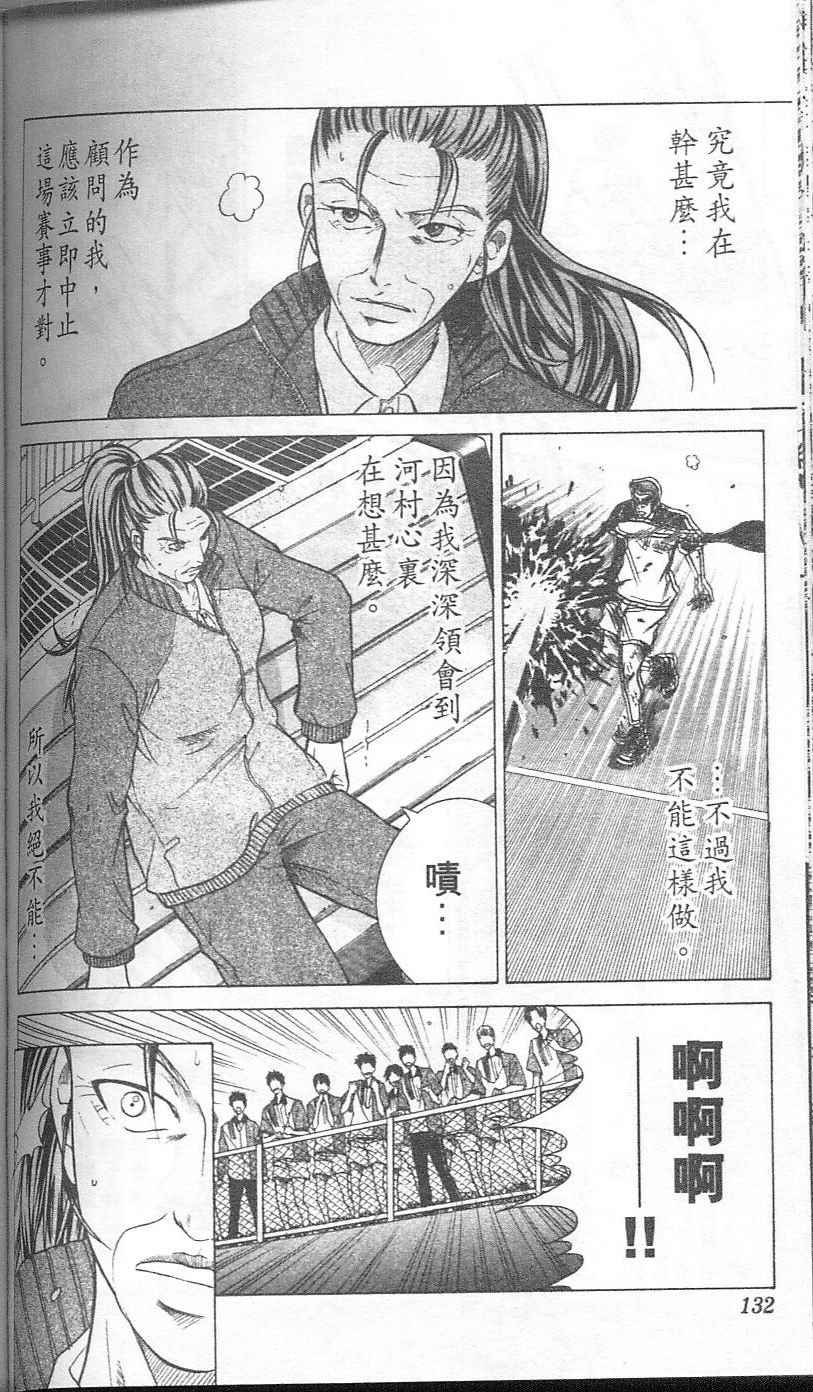 究竟我在
幹甚麼…
作為
顧問的我，
應該立即中止
這場賽事才對。
…不過我
不能這樣做。
因為我深深領會到
河村心裏
在想甚麼。
嘖…
所以我絕不能…
啊啊啊
——!!
132